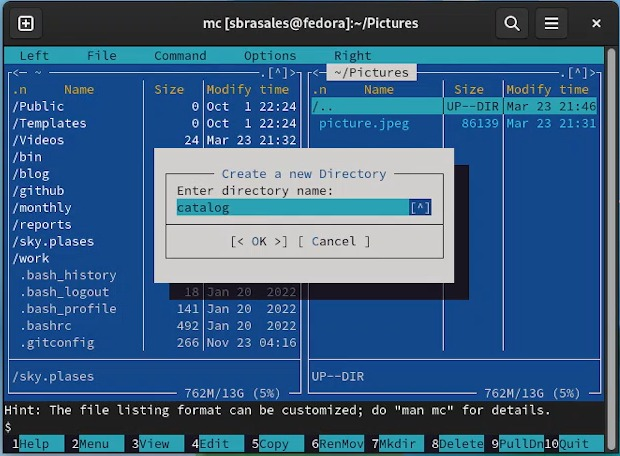 mc [sbrasales@fedora]:~/Pictures
Left File Command Options Right
<— ~ .[^]>
<— ~/Pictures .[^]>
.n Name Size Modify time
.n Name Size Modify time
/Public 0 Oct 1 22:24
/.. UP--DIR Mar 23 21:46
/Templates 0 Oct 1 22:24
picture.jpeg 86139 Mar 23 21:31
/Videos 24 Mar 23 21:32
/bin
/blog
/github
/monthly
/reports
/sky.plases
/work
.bash_history
.bash_logout 18 Jan 20 2022
.bash_profile 141 Jan 20 2022
.bashrc 492 Jan 20 2022
.gitconfig 266 Nov 23 04:16
Create a new Directory
Enter directory name:
catalog [^]
[< OK >] [ Cancel ]
/sky.plases
UP--DIR
762M/13G (5%)
762M/13G (5%)
Hint: The file listing format can be customized; do "man mc" for details.
$
1Help 2Menu 3View 4Edit 5Copy 6RenMov 7Mkdir 8Delete 9PullDn 10Quit